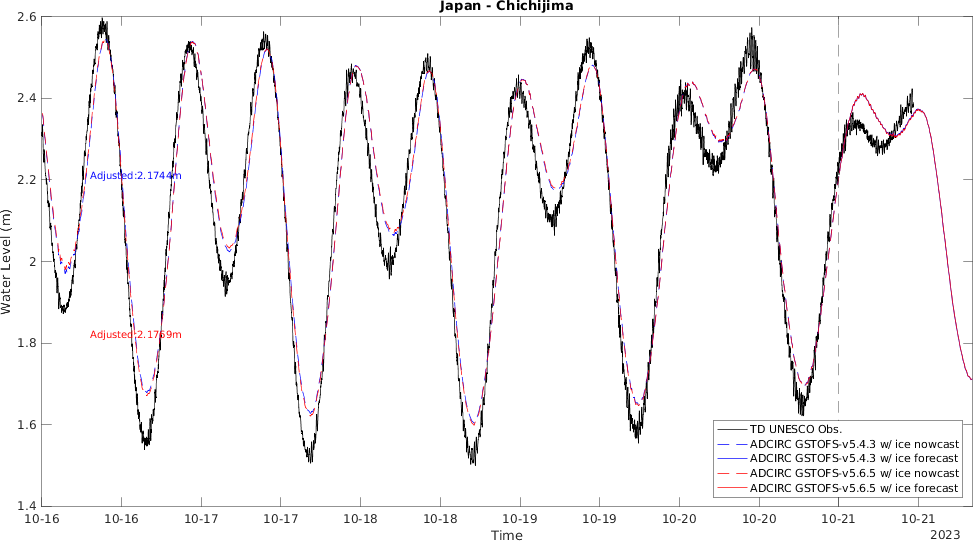 Japan - Chichijima
2.6
2.4
2.2
2
1.8
1.6
1.4
Water Level (m)
Adjusted:2.1744m
Adjusted:2.1769m
TD UNESCO Obs.
ADCIRC GSTOFS-v5.4.3 w/ ice nowcast
ADCIRC GSTOFS-v5.4.3 w/ ice forecast
ADCIRC GSTOFS-v5.6.5 w/ ice nowcast
ADCIRC GSTOFS-v5.6.5 w/ ice forecast
10-16 10-16 10-17 10-17 10-18 10-18 10-19 10-19 10-20 10-20 10-21 10-21
Time
2023